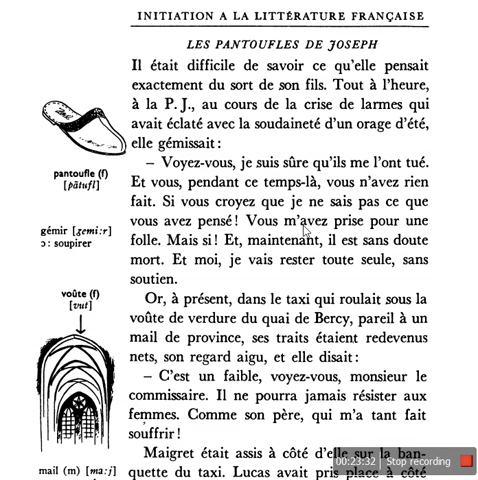 INITIATION A LA LITTÉRATURE FRANÇAISE
LES PANTOUFLES DE JOSEPH
Il était difficile de savoir ce qu'elle pensait
exactement du sort de son fils. Tout à l'heure,
à la P. J., au cours de la crise de larmes qui
avait éclaté avec la soudaineté d'un orage d'été,
elle gémissait :
pantoufle (f)
[pãtufl]
– Voyez-vous, je suis sûre qu'ils me l'ont tué.
Et vous, pendant ce temps-là, vous n'avez rien
fait. Si vous croyez que je ne sais pas ce que
vous avez pensé! Vous m'avez prise pour une
folle. Mais si! Et, maintenant, il est sans doute
mort. Et moi, je vais rester toute seule, sans
soutien.
gémir [ʒemi:r]
ɔ: soupirer
Or, à présent, dans le taxi qui roulait sous la
voûte de verdure du quai de Bercy, pareil à un
mail de province, ses traits étaient redevenus
nets, son regard aigu, et elle disait :
voûte (f)
[vut]
– C'est un faible, voyez-vous, monsieur le
commissaire. Il ne pourra jamais résister aux
femmes. Comme son père, qui m'a tant fait
souffrir!
Maigret était assis à côté d'elle sur la ban-
quette du taxi. Lucas avait pris place à côté
mail (m) [ma:j]
00:23:32 Stop recording